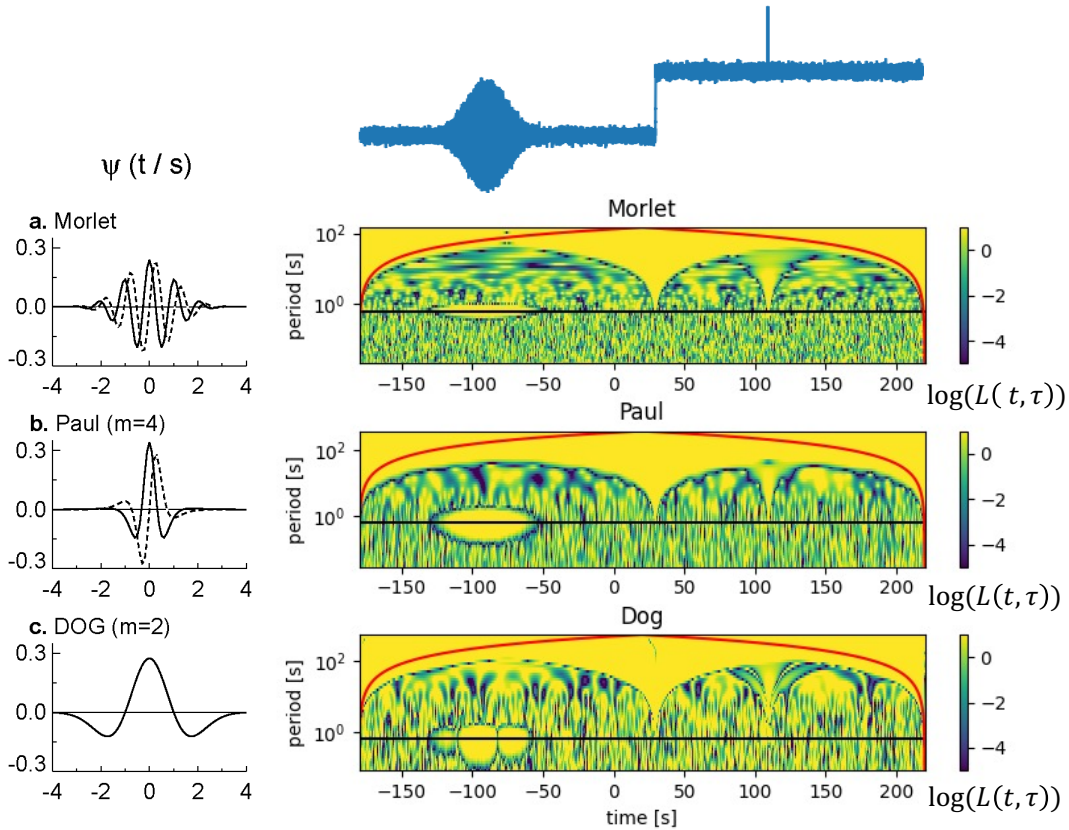 ψ (t / s)
a. Morlet
0.3
0.0
-0.3
-4 -2 0 2 4
b. Paul (m=4)
0.3
0.0
-0.3
-4 -2 0 2 4
c. DOG (m=2)
0.3
0.0
-0.3
-4 -2 0 2 4
Morlet
period [s]
10²
10⁰
−150 −100 −50 0 50 100 150 200
0
−2
−4
log(L( t, τ))
Paul
period [s]
10²
10⁰
−150 −100 −50 0 50 100 150 200
0
−2
−4
log(L(t, τ))
Dog
period [s]
10²
10⁰
−150 −100 −50 0 50 100 150 200
time [s]
0
−2
−4
log(L(t, τ))